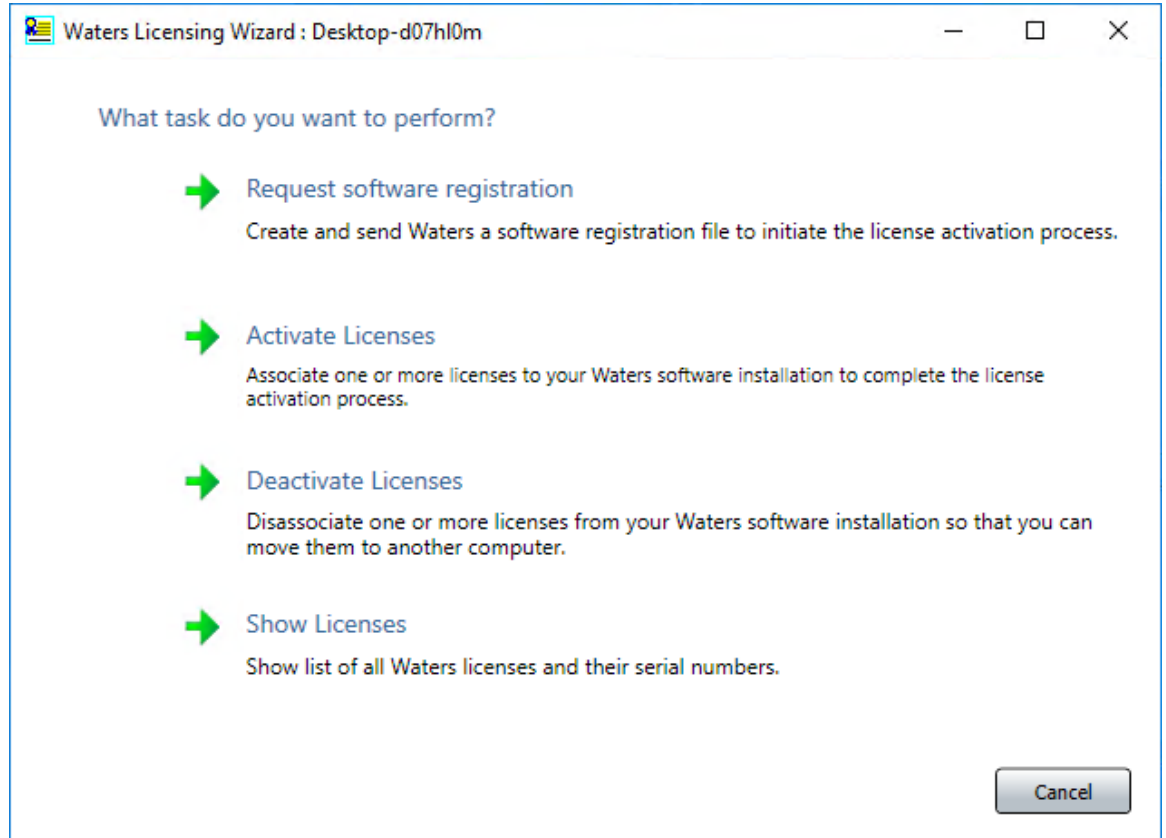 Waters Licensing Wizard : Desktop-d07hl0m
What task do you want to perform?
Request software registration
Create and send Waters a software registration file to initiate the license activation process.
Activate Licenses
Associate one or more licenses to your Waters software installation to complete the license
activation process.
Deactivate Licenses
Disassociate one or more licenses from your Waters software installation so that you can
move them to another computer.
Show Licenses
Show list of all Waters licenses and their serial numbers.
Cancel